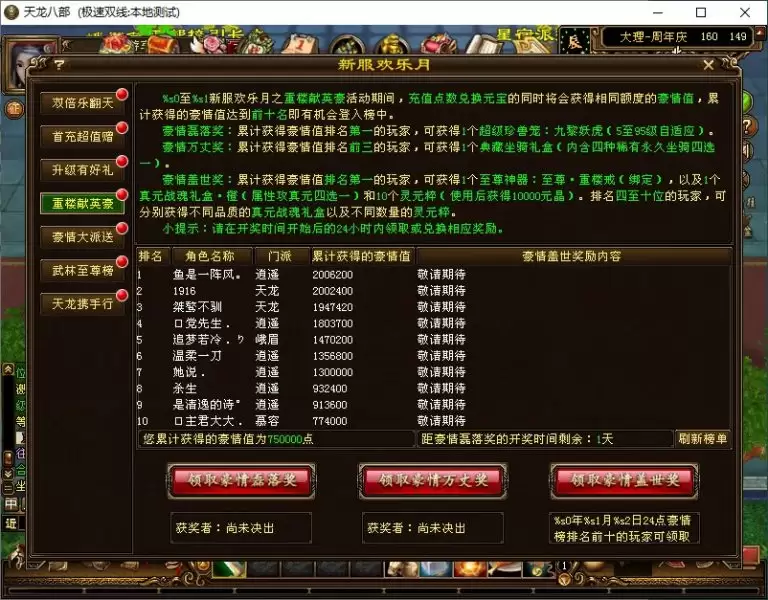 天龙八部 (极速双线:本地测试)
大理-周年庆 160 149
辰
? 新服欢乐月
双倍乐翻天
首充超值赠
升级有好礼
重楼献英豪
豪情大派送
武林至尊榜
天龙携手行
%s0至%s1新服欢乐月之重楼献英豪活动期间，充值点数兑换元宝的同时将会获得相同额度的豪情值，累
计获得的豪情值达到前十名即有机会登入榜中。
豪情磊落奖：累计获得豪情值排名第一的玩家，可获得1个超级珍兽笼：九黎妖虎（5至95级自适应）。
豪情万丈奖：累计获得豪情值排名前三的玩家，可获得1个典藏坐骑礼盒（内含四种稀有永久坐骑四选
一）。
豪情盖世奖：累计获得豪情值排名第一的玩家，可获得1个至尊神器：至尊·重楼戒（绑定），以及1个
真元战魂礼盒·橙（属性攻真元四选一）和10个灵元粹（使用后获得10000元晶）。排名四至十位的玩家，可
分别获得不同品质的真元战魂礼盒以及不同数量的灵元粹。
小提示：请在开奖时间开始后的24小时内领取或兑换相应奖励。
排名 角色名称 门派 累计获得的豪情值 豪情盖世奖励内容
1 鱼是一阵风。 逍遥 2006200 敬请期待
2 1916 天龙 2002400 敬请期待
3 桀骜不驯 天龙 1947420 敬请期待
4 口党先生． 逍遥 1803700 敬请期待
5 追梦若冷．り 峨眉 1470200 敬请期待
6 温柔一刀 逍遥 1356800 敬请期待
7 她说． 逍遥 1300000 敬请期待
8 杀生 逍遥 932400 敬请期待
9 是渚逸的诗° 逍遥 913600 敬请期待
10 口主君大大． 慕容 774000 敬请期待
您累计获得的豪情值为750000点 距豪情磊落奖的开奖时间剩余：1天 刷新榜单
领取豪情磊落奖 领取豪情万丈奖 领取豪情盖世奖
获奖者：尚未决出 获奖者：尚未决出 %s0年%s1月%s2日24点豪情
榜排名前十的玩家可领取